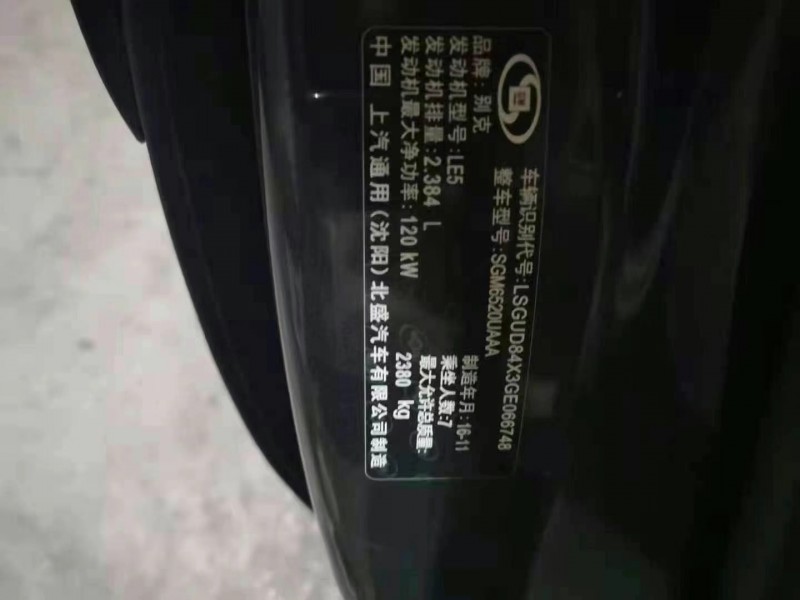 车辆识别代号:LSGUD84X3GE066748
整车型号:SGM6520UAAA
品牌:别克
制造年月:16-11
发动机型号:LE5
乘坐人数:7
发动机排量:2.384 L
最大允许总质量:
发动机最大净功率:120 kW
2380 kg
中国 上汽通用(沈阳)北盛汽车有限公司制造